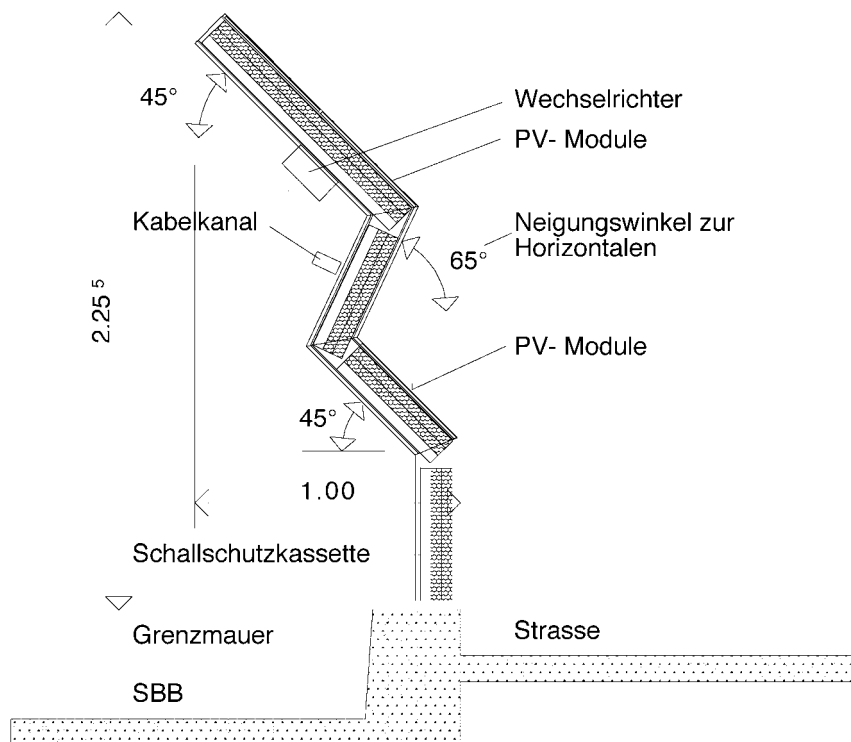 45°
Wechselrichter
PV- Module
Kabelkanal
Neigungswinkel zur
Horizontalen
65°
2.25 5
PV- Module
45°
1.00
Schallschutzkassette
Grenzmauer
Strasse
SBB